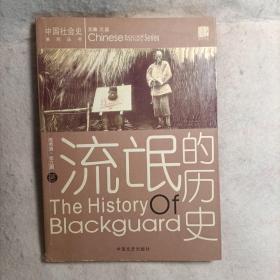 中国社会史
Chinese
Series
流氓的历史
The History Of
Blackguard
中国文史出版社